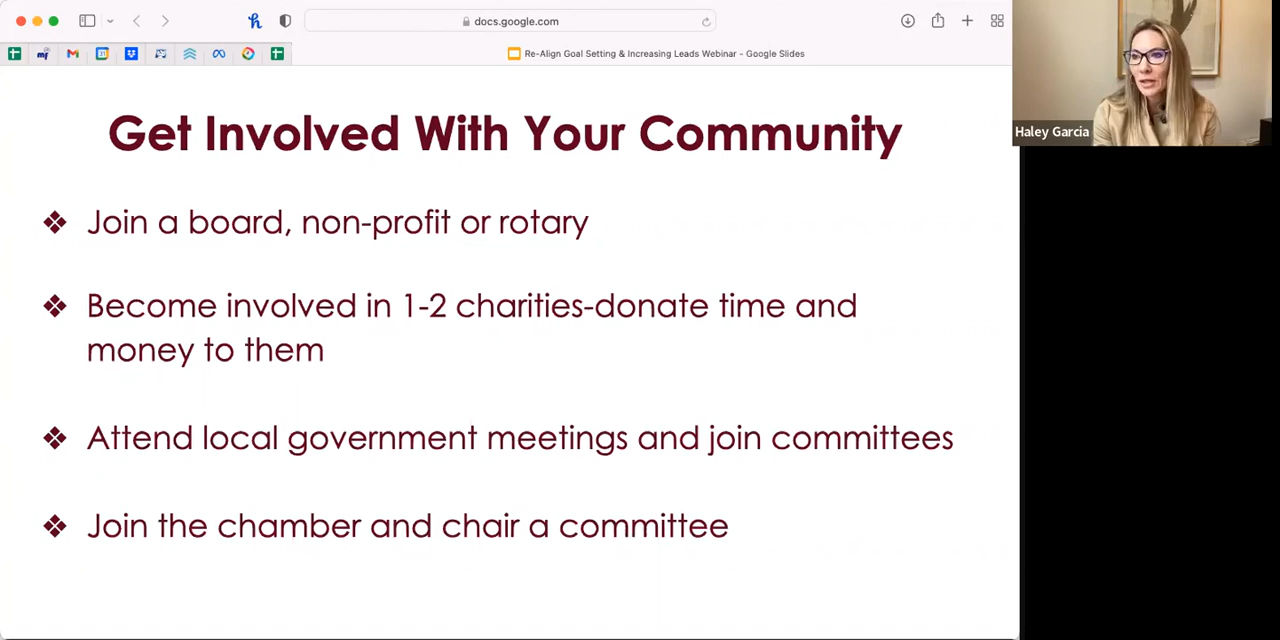 docs.google.com
Re-Align Goal Setting & Increasing Leads Webinar - Google Slides
Haley Garcia
Get Involved With Your Community
❖ Join a board, non-profit or rotary
❖ Become involved in 1-2 charities-donate time and
money to them
❖ Attend local government meetings and join committees
❖ Join the chamber and chair a committee